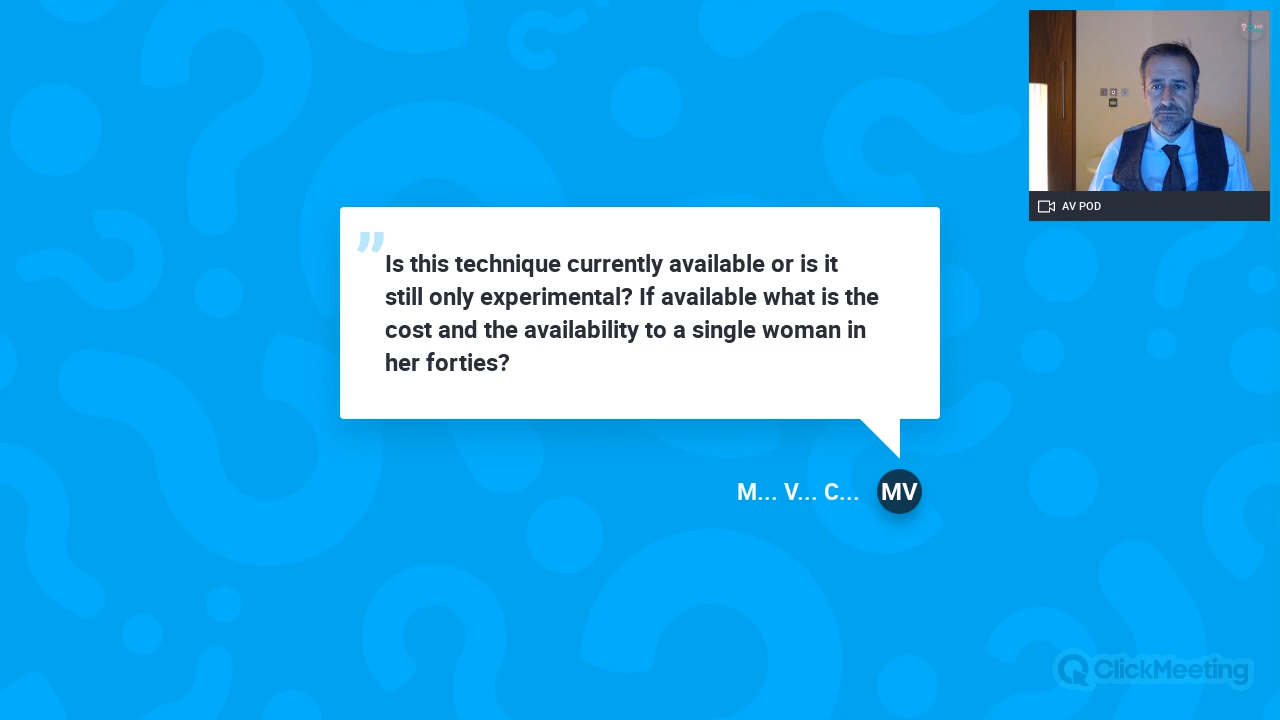 AV POD
Is this technique currently available or is it
still only experimental? If available what is the
cost and the availability to a single woman in
her forties?
M... V... C...
MV
ClickMeeting